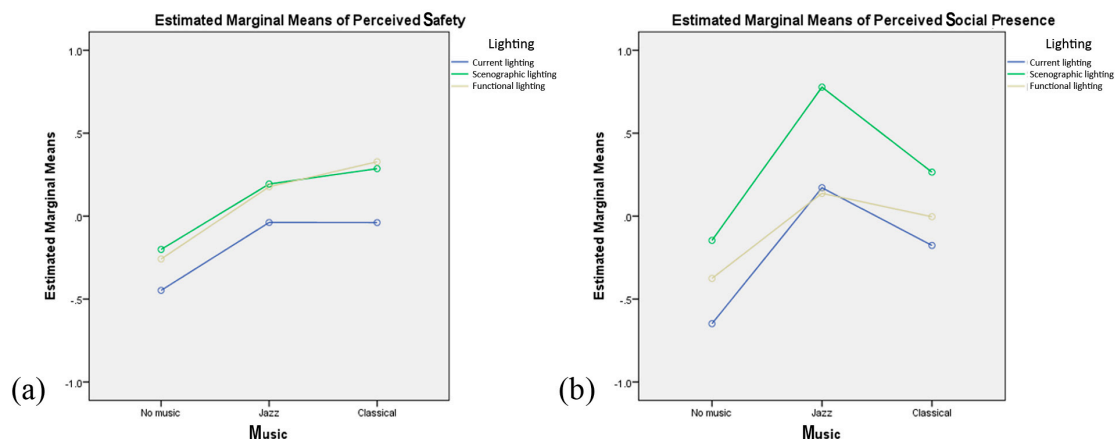 Estimated Marginal Means of Perceived Safety
Lighting
Current lighting
Scenographic lighting
Functional lighting
Estimated Marginal Means
1.0
.5
.0
-.5
-1.0
No music
Jazz
Classical
Music
(a)
Estimated Marginal Means of Perceived Social Presence
Lighting
Current lighting
Scenographic lighting
Functional lighting
Estimated Marginal Means
1.0
.5
.0
-.5
-1.0
No music
Jazz
Classical
Music
(b)